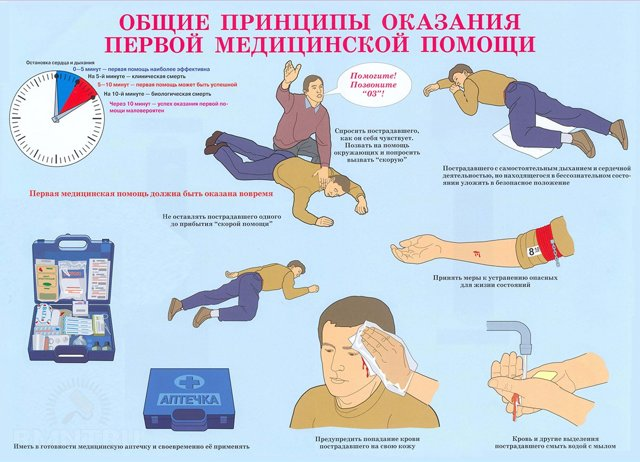 ОБЩИЕ ПРИНЦИПЫ ОКАЗАНИЯ
ПЕРВОЙ МЕДИЦИНСКОЙ ПОМОЩИ
Остановка сердца и дыхания
0–5 минут — первая помощь наиболее эффективна
На 5-й минуте — клиническая смерть
5–10 минут — первая помощь может быть успешной
На 10-й минуте — биологическая смерть
Через 10 минут — успех оказания первой по-
мощи маловероятен
Помогите!
Позвоните
"03"!
Спросить пострадавшего,
как он себя чувствует.
Позвать на помощь
окружающих и попросить
вызвать "скорую"
Пострадавшего с самостоятельным дыханием и сердечной
деятельностью, но находящегося в бессознательном состо-
янии уложить в безопасное положение
Первая медицинская помощь должна быть оказана вовремя
Не оставлять пострадавшего одного
до прибытия "скорой помощи"
Принять меры к устранению опасных
для жизни состояний
АПТЕЧКА
Иметь в готовности медицинскую аптечку и своевременно её применять
Предупредить попадание крови
пострадавшего на свою кожу
Кровь и другие выделения
пострадавшего смыть водой с мылом